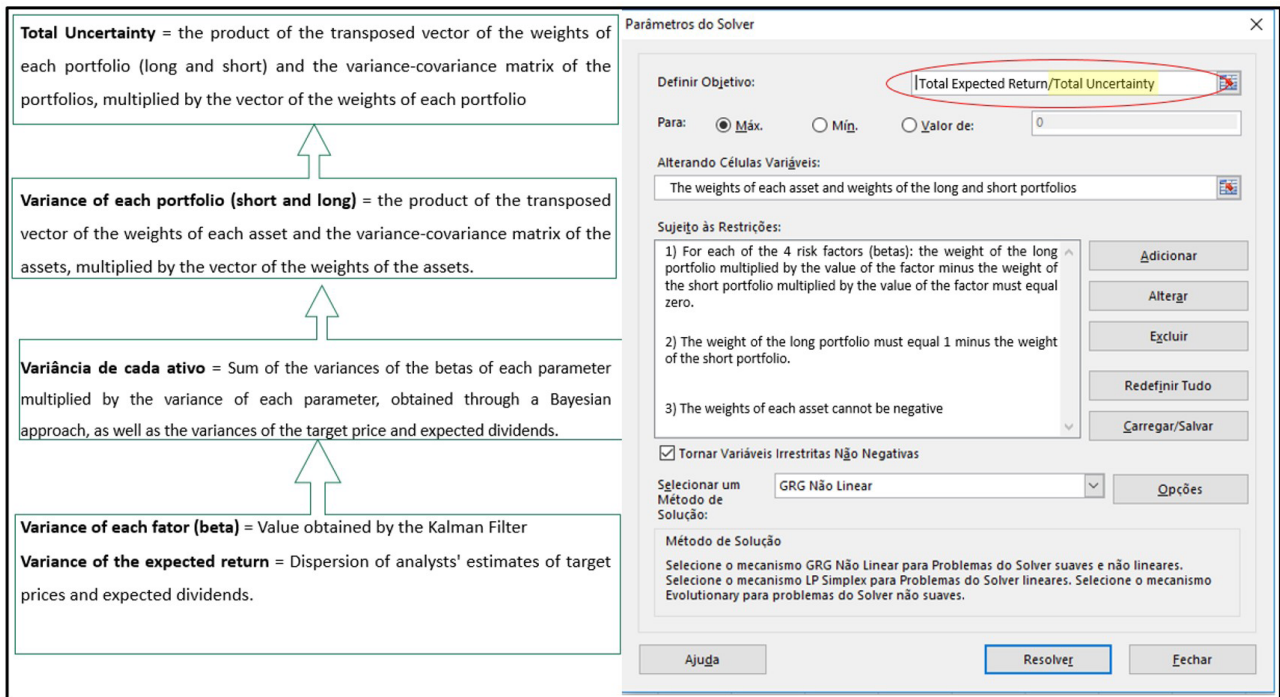 Total Uncertainty = the product of the transposed vector of the weights of
each portfolio (long and short) and the variance-covariance matrix of the
portfolios, multiplied by the vector of the weights of each portfolio
Variance of each portfolio (short and long) = the product of the transposed
vector of the weights of each asset and the variance-covariance matrix of the
assets, multiplied by the vector of the weights of the assets.
Variância de cada ativo = Sum of the variances of the betas of each parameter
multiplied by the variance of each parameter, obtained through a Bayesian
approach, as well as the variances of the target price and expected dividends.
Variance of each fator (beta) = Value obtained by the Kalman Filter
Variance of the expected return = Dispersion of analysts' estimates of target
prices and expected dividends.
Parâmetros do Solver
Definir Objetivo:
Total Expected Return/Total Uncertainty
Para:
Máx.
Mín.
Valor de:
0
Alterando Células Variáveis:
The weights of each asset and weights of the long and short portfolios
Sujeito às Restrições:
1) For each of the 4 risk factors (betas): the weight of the long
portfolio multiplied by the value of the factor minus the weight of
the short portfolio multiplied by the value of the factor must equal
zero.
2) The weight of the long portfolio must equal 1 minus the weight
of the short portfolio.
3) The weights of each asset cannot be negative
Adicionar
Alterar
Excluir
Redefinir Tudo
Carregar/Salvar
Tornar Variáveis Irrestritas Não Negativas
Selecionar um
Método de
Solução:
GRG Não Linear
Opções
Método de Solução
Selecione o mecanismo GRG Não Linear para Problemas do Solver suaves e não lineares.
Selecione o mecanismo LP Simplex para Problemas do Solver lineares. Selecione o mecanismo
Evolutionary para problemas do Solver não suaves.
Ajuda
Resolver
Fechar